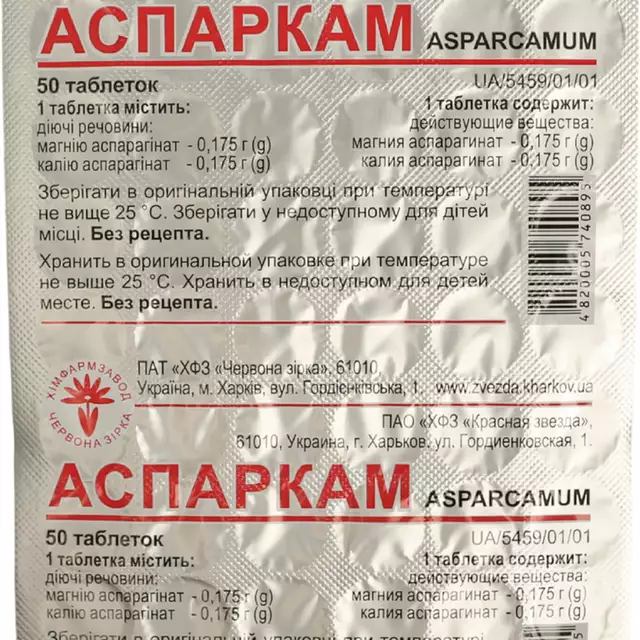 АСПАРКАМ ASPARCAMUM
50 таблеток UA/5459/01/01
1 таблетка містить: 1 таблетка содержит:
діючі речовини: действующие вещества:
магнію аспарагінат - 0,175 г (g) магния аспарагинат - 0,175 г (g)
калію аспарагінат - 0,175 г (g) калия аспарагинат - 0,175 г (g)
Зберігати в оригінальній упаковці при температурі
не вище 25 °С. Зберігати у недоступному для дітей
місці. Без рецепта.
Хранить в оригинальной упаковке при температуре
не выше 25 °С. Хранить в недоступном для детей
месте. Без рецепта.
4820005740895
ХІМФАРМЗАВОД ЧЕРВОНА ЗІРКА
ПАТ «ХФЗ «Червона зірка», 61010
Україна, м. Харків, вул. Гордієнківська, 1, www.zvezda.kharkov.ua
ПАО «ХФЗ «Красная звезда»,
61010, Украина, г. Харьков. ул. Гордиенковская, 1.
АСПАРКАМ ASPARCAMUM
50 таблеток UA/5459/01/01
1 таблетка містить: 1 таблетка содержит:
діючі речовини: действующие вещества:
магнію аспарагінат - 0,175 г (g) магния аспарагинат - 0,175 г (g)
калію аспарагінат - 0,175 г (g) калия аспарагинат - 0,175 г (g)
Зберігати в оригінальній упаковці при температурі